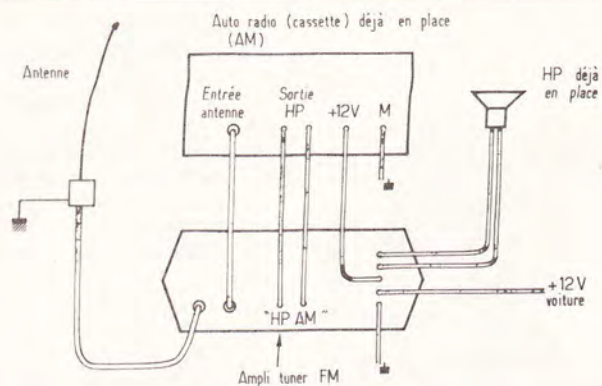 Auto radio (cassette) déjà en place
(AM)
Antenne
HP déjà
en place
Entrée
antenne
Sortie
HP
+12V
M
+12V
voiture
"HP AM"
Ampli tuner FM